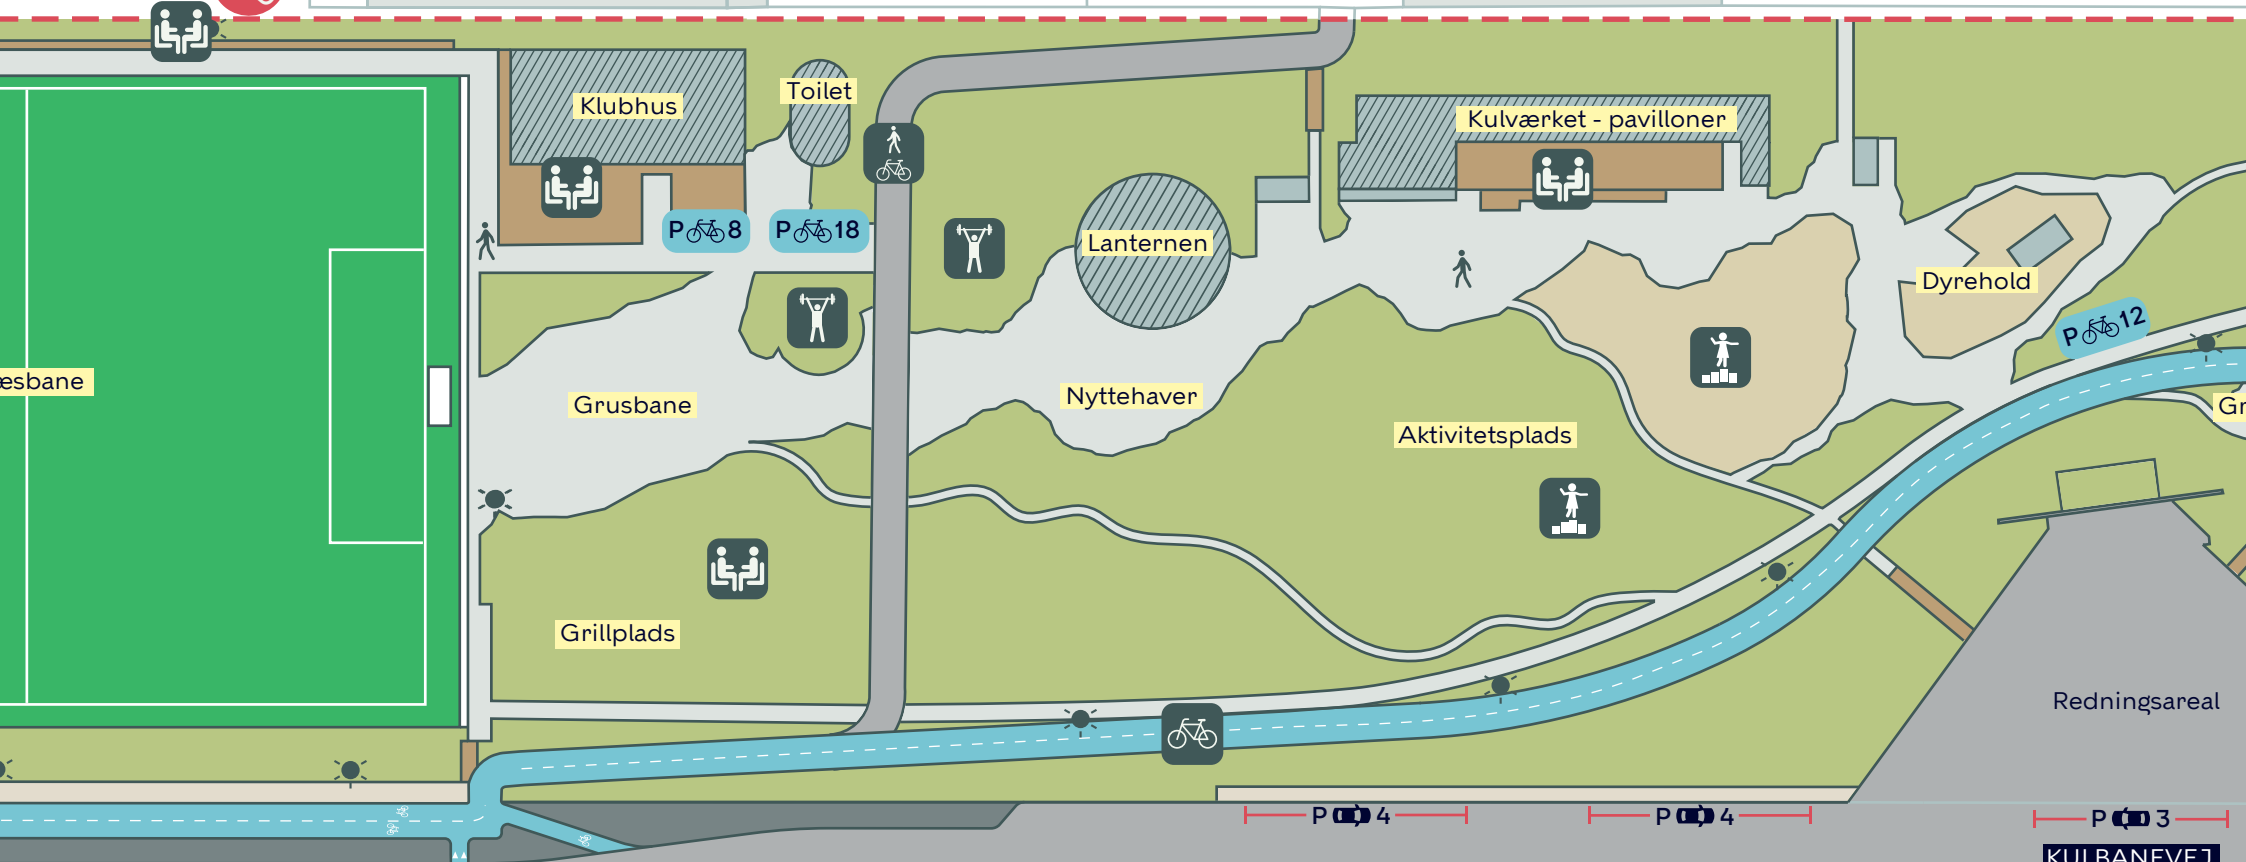 Klubhus
Toilet
Kulværket - pavilloner
P 8
P 18
Lanternen
Dyrehold
P 12
æsbane
Grusbane
Nyttehaver
Gr
Aktivitetsplads
Grillplads
Redningsareal
P 4
P 4
P 3
KULBANEVEJ